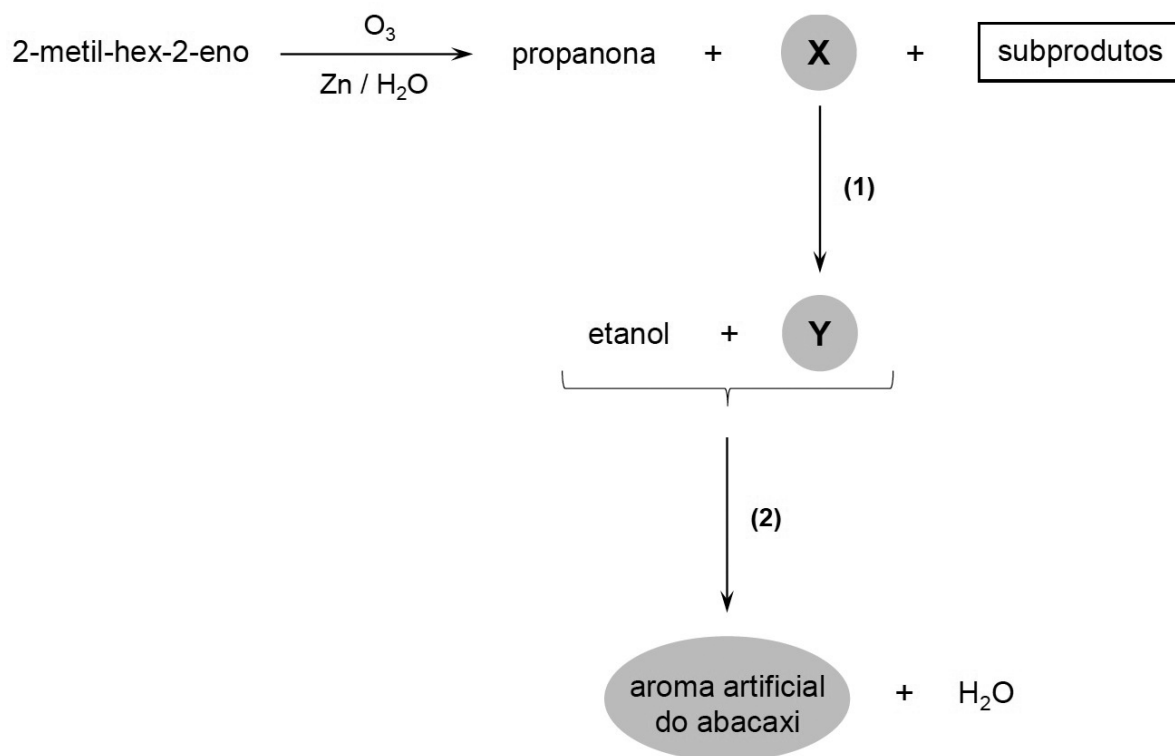 O₃
2-metil-hex-2-eno
Zn / H₂O
propanona + X + subprodutos
(1)
etanol + Y
(2)
aroma artificial
do abacaxi
+ H₂O